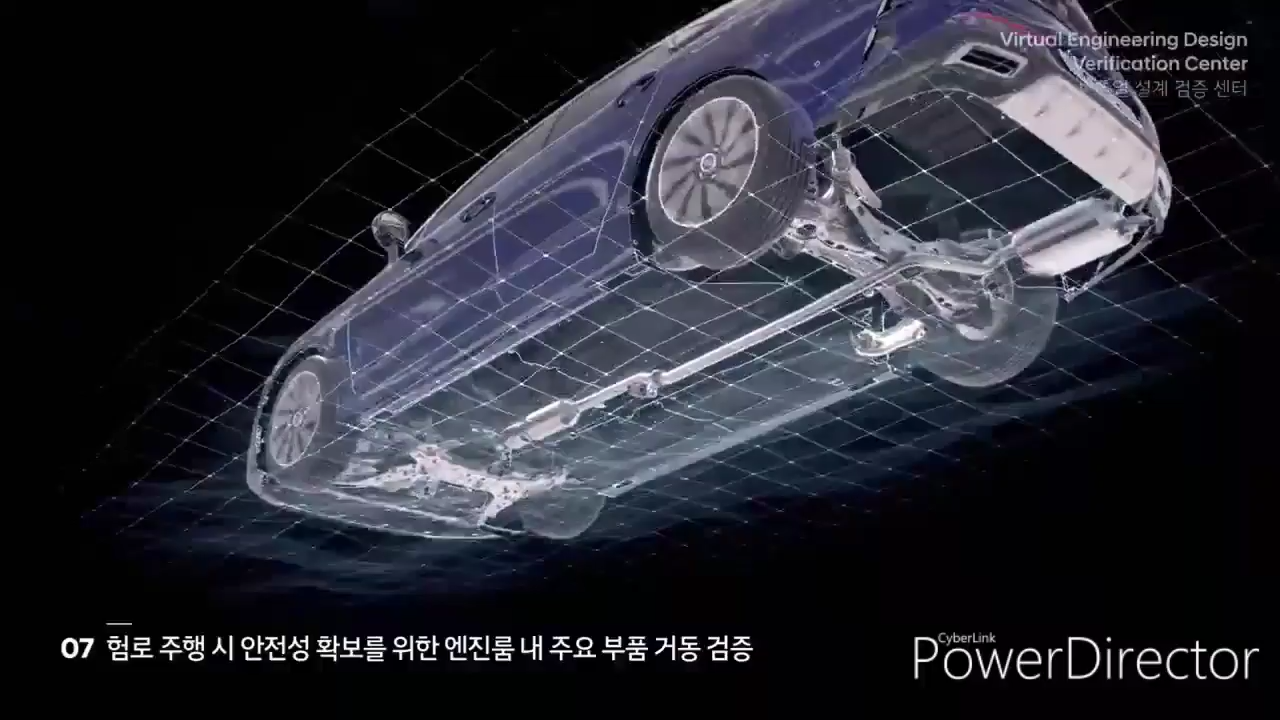 Virtual Engineering Design
Verification Center
설계 검증 센터
07 험로 주행 시 안전성 확보를 위한 엔진룸 내 주요 부품 거동 검증
CyberLink
PowerDirector